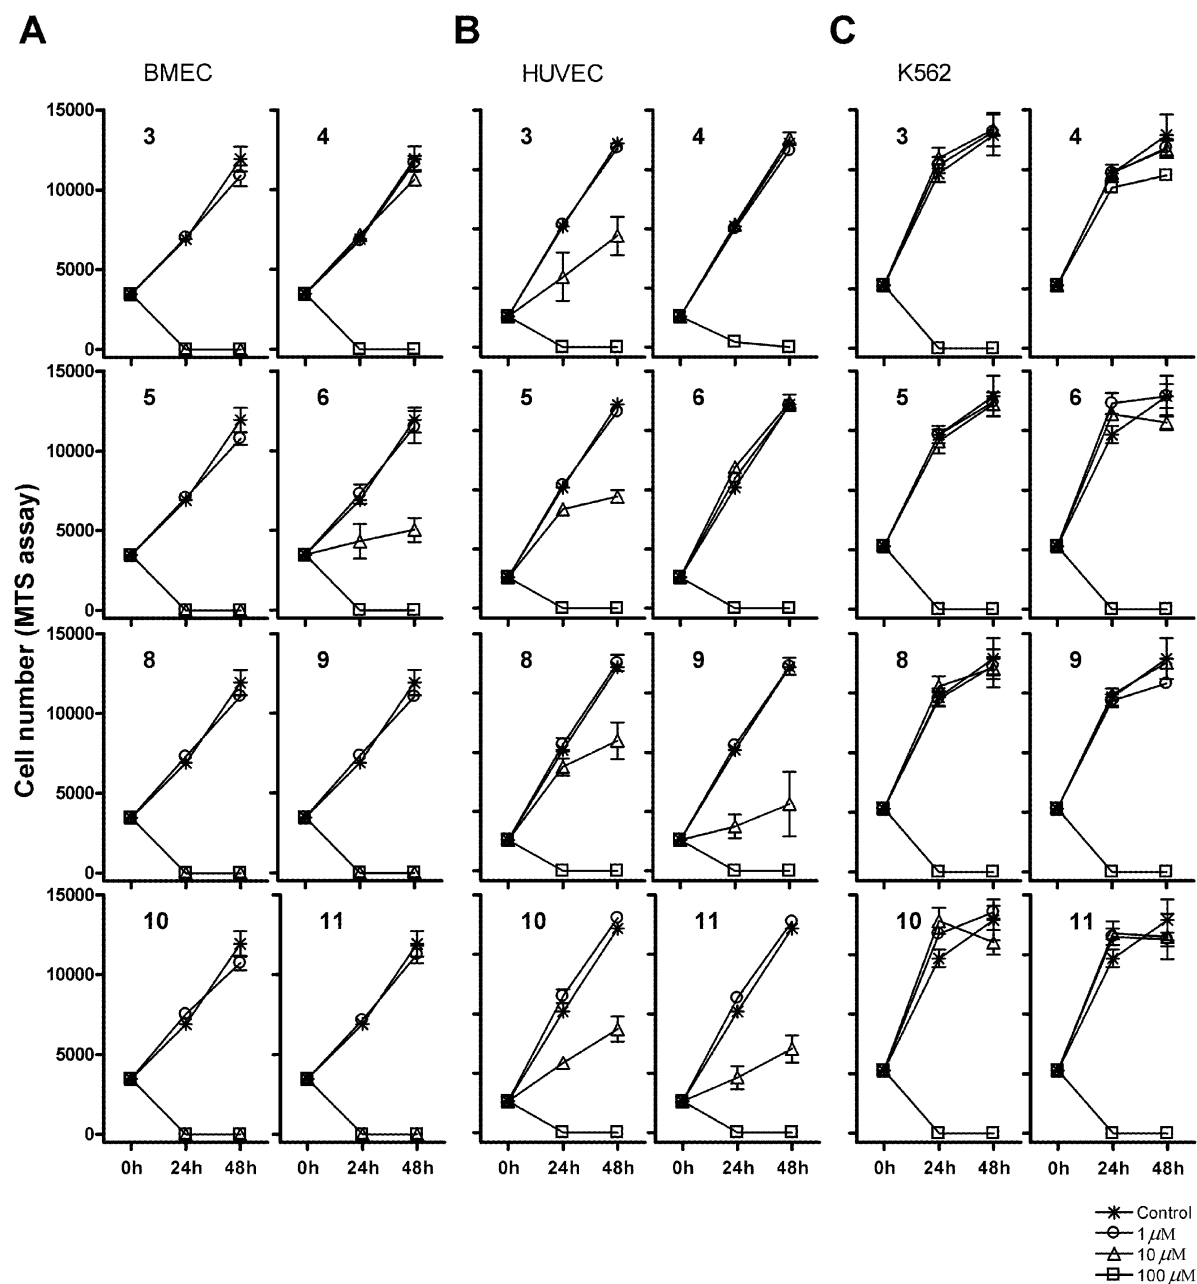 A B C
BMEC HUVEC K562
Cell number (MTS assay)
15000
3 4 3 4 3 4
10000
5000
0
15000
5 6 5 6 5 6
10000
5000
0
15000
8 9 8 9 8 9
10000
5000
0
15000
10 11 10 11 10 11
10000
5000
0
0h 24h 48h 0h 24h 48h 0h 24h 48h 0h 24h 48h 0h 24h 48h 0h 24h 48h
Control
1 μM
10 μM
100 μM